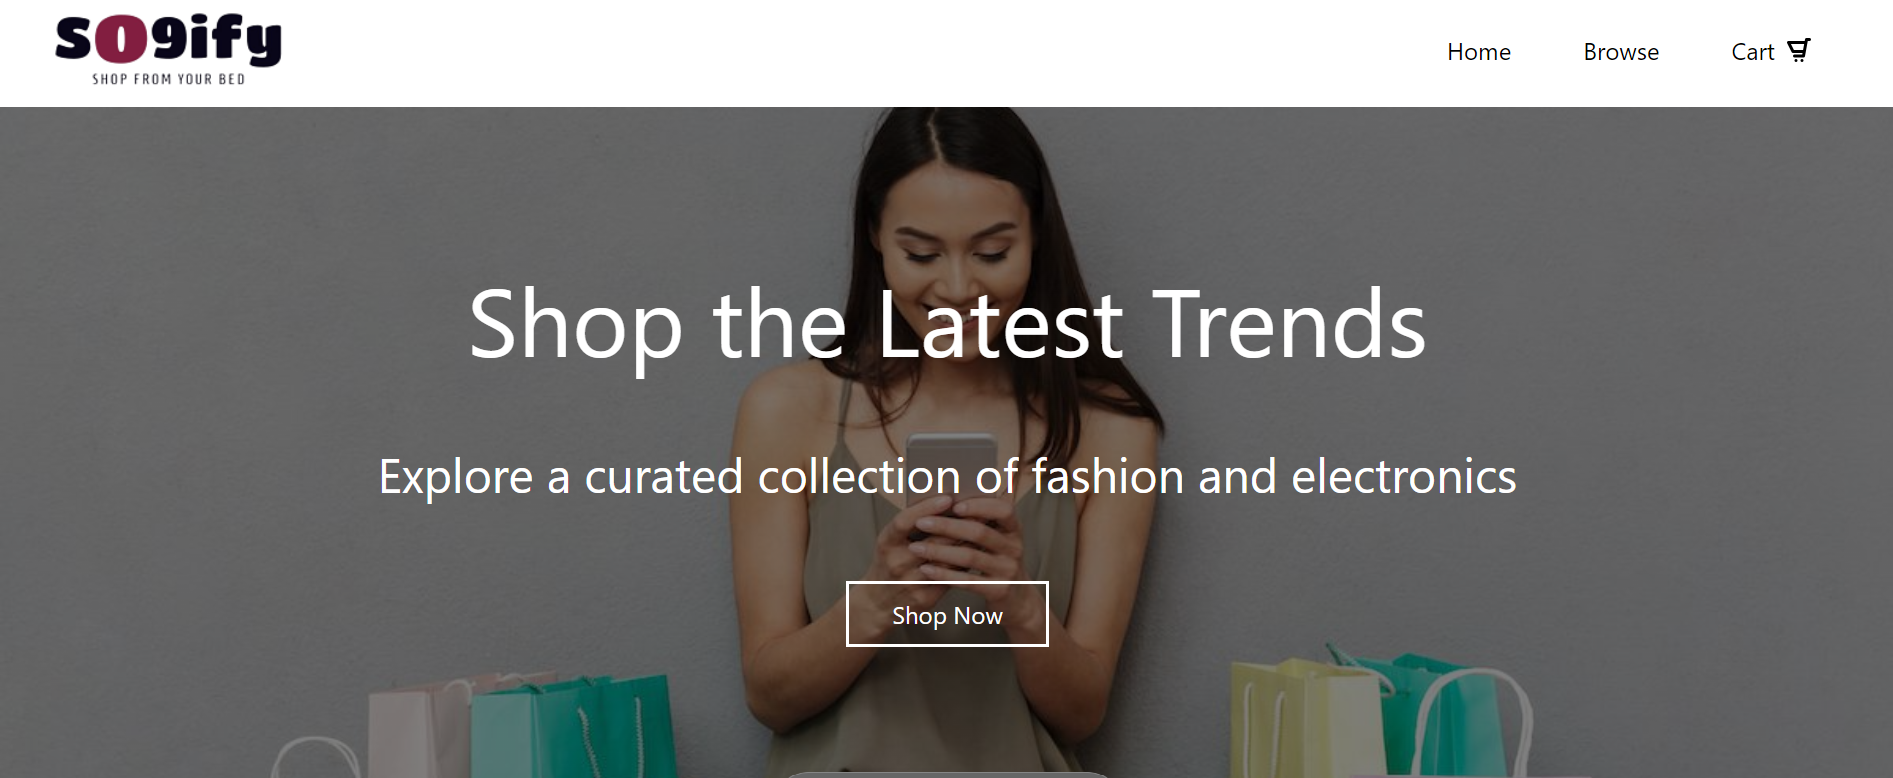 sogify
SHOP FROM YOUR BED
Home Browse Cart
Shop the Latest Trends
Explore a curated collection of fashion and electronics
Shop Now